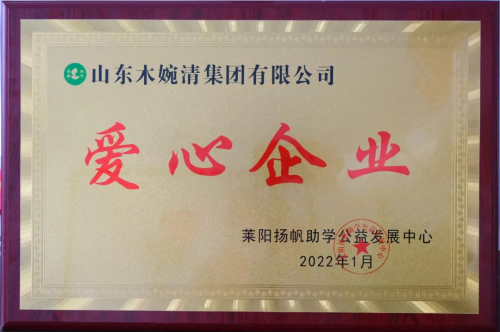 山东木婉清集团有限公司
爱心企业
莱阳扬帆助学公益发展中心
2022年1月